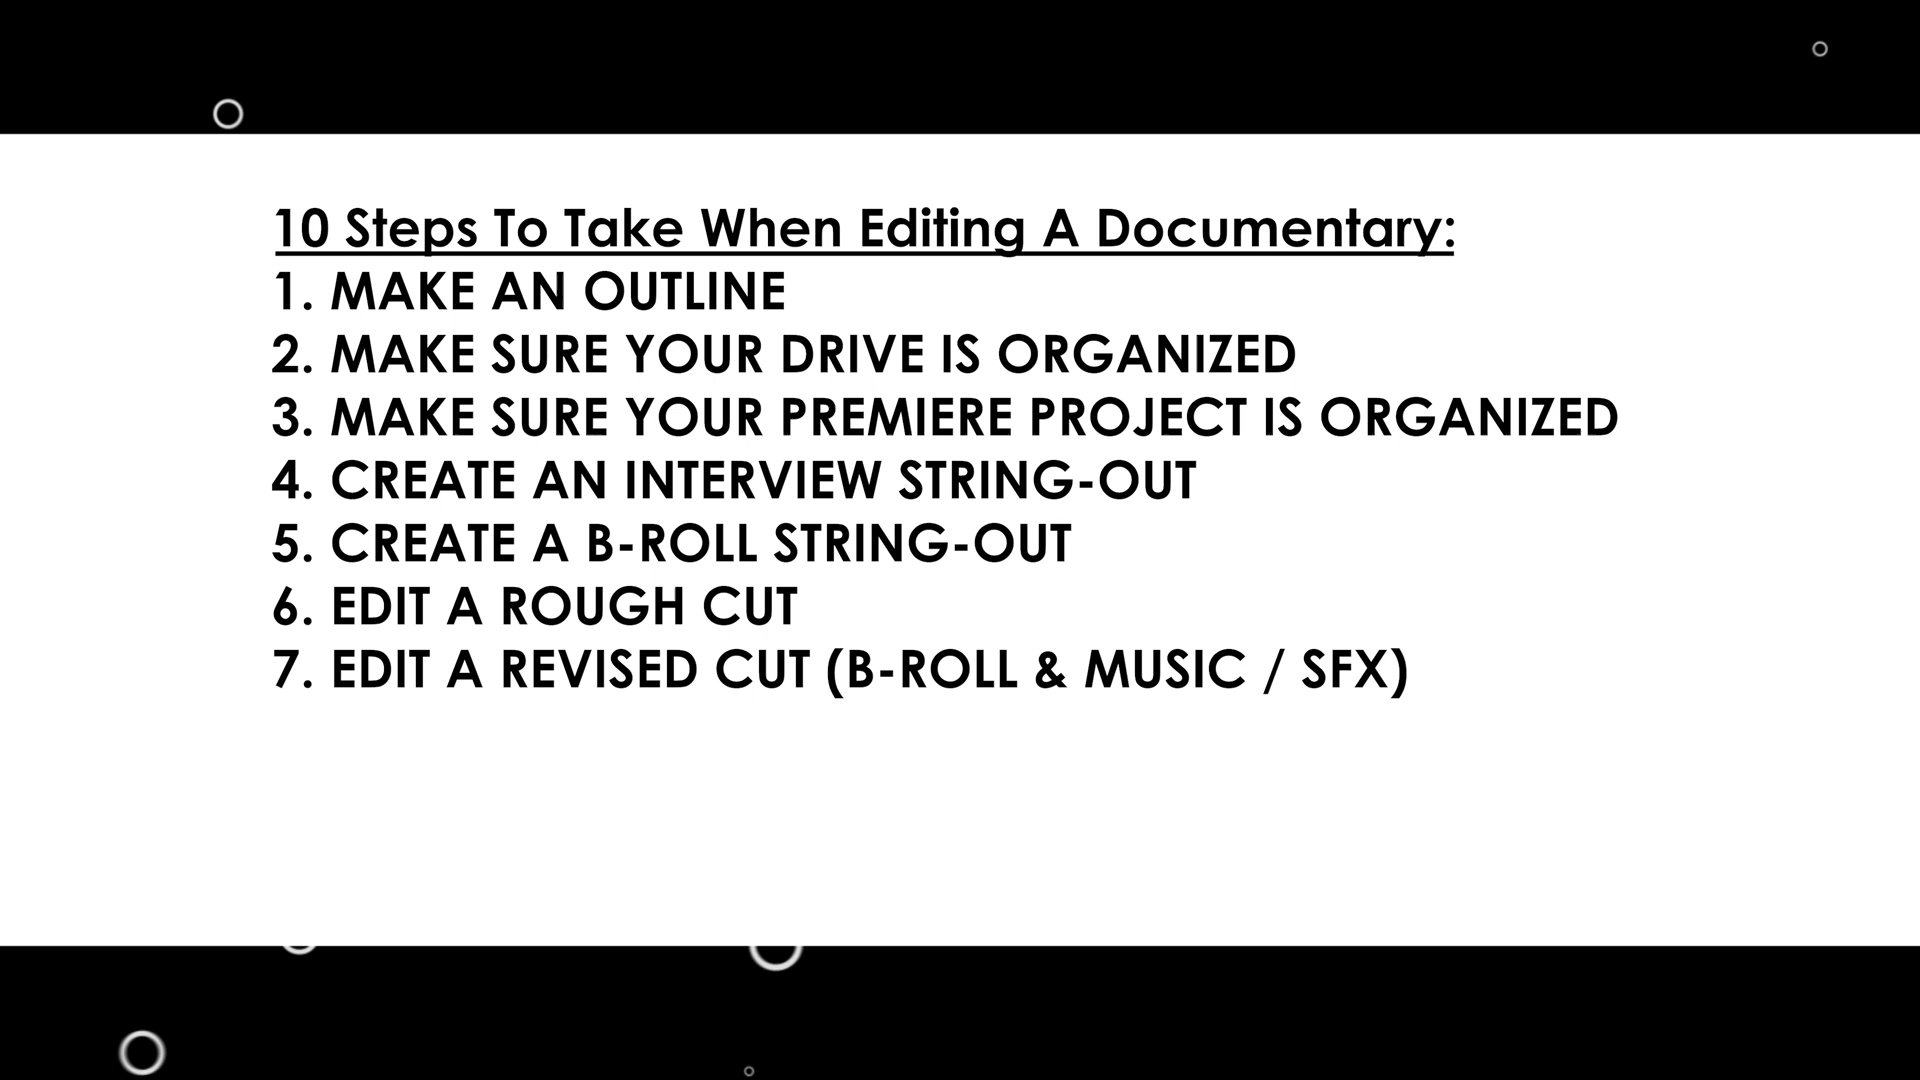 10 Steps To Take When Editing A Documentary:
1. MAKE AN OUTLINE
2. MAKE SURE YOUR DRIVE IS ORGANIZED
3. MAKE SURE YOUR PREMIERE PROJECT IS ORGANIZED
4. CREATE AN INTERVIEW STRING-OUT
5. CREATE A B-ROLL STRING-OUT
6. EDIT A ROUGH CUT
7. EDIT A REVISED CUT (B-ROLL & MUSIC / SFX)